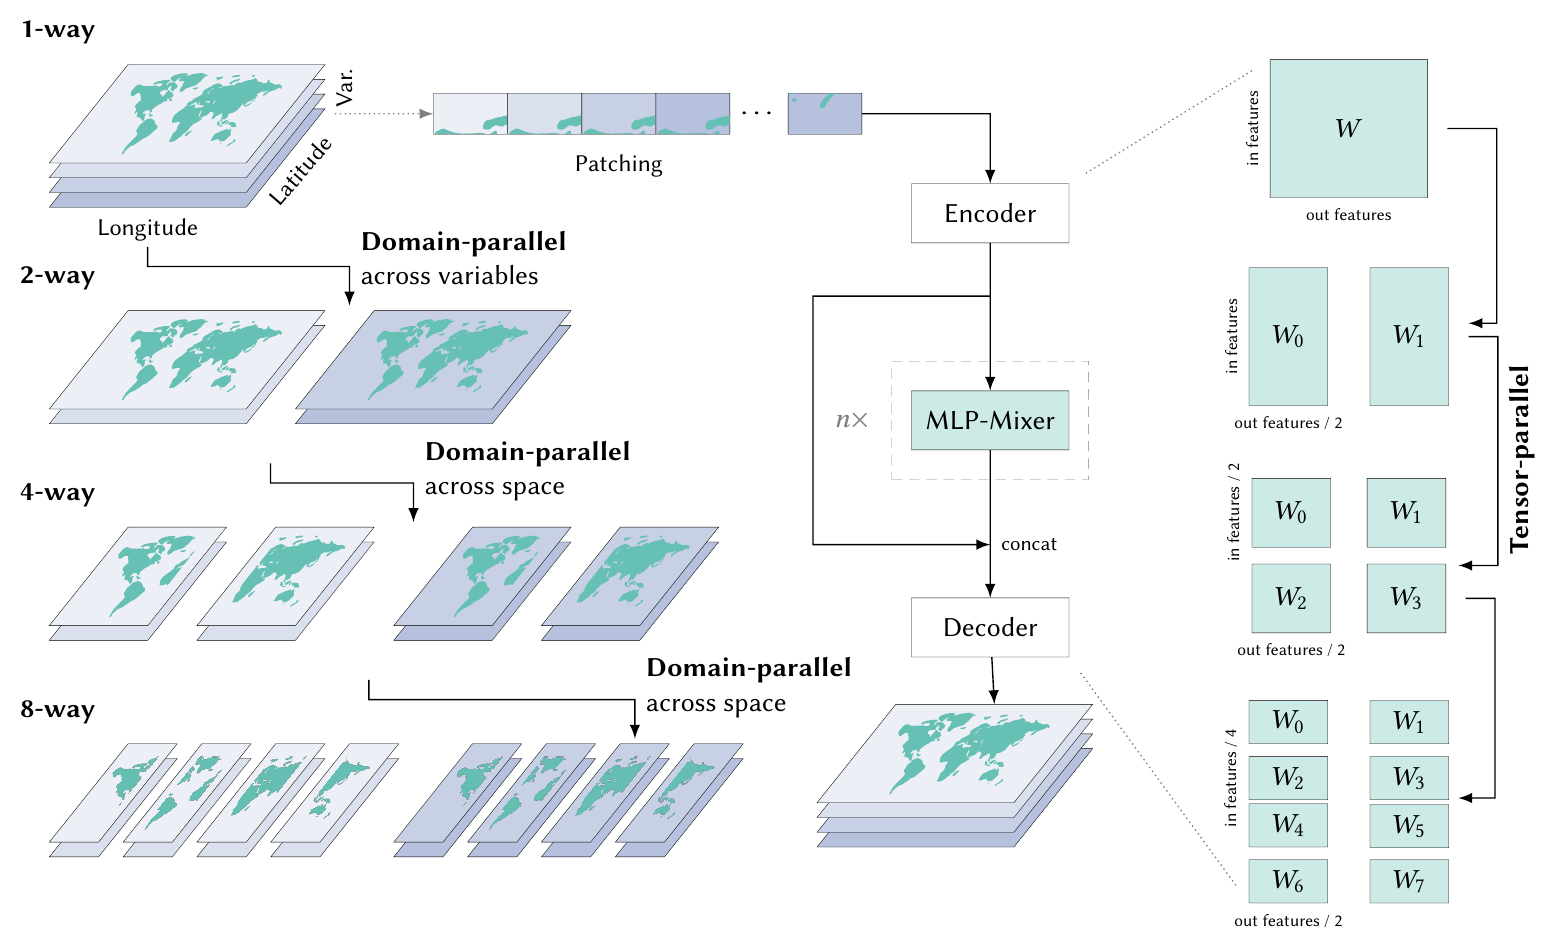 1-way
Var.
Latitude
Longitude
Patching
...
Domain-parallel
across variables
2-way
Domain-parallel
across space
4-way
Domain-parallel
across space
8-way
Encoder
n×
MLP-Mixer
concat
Decoder
in features
W
out features
in features
W0
W1
out features / 2
in features / 2
W0
W1
W2
W3
out features / 2
in features / 4
W0
W1
W2
W3
W4
W5
W6
W7
out features / 2
Tensor-parallel